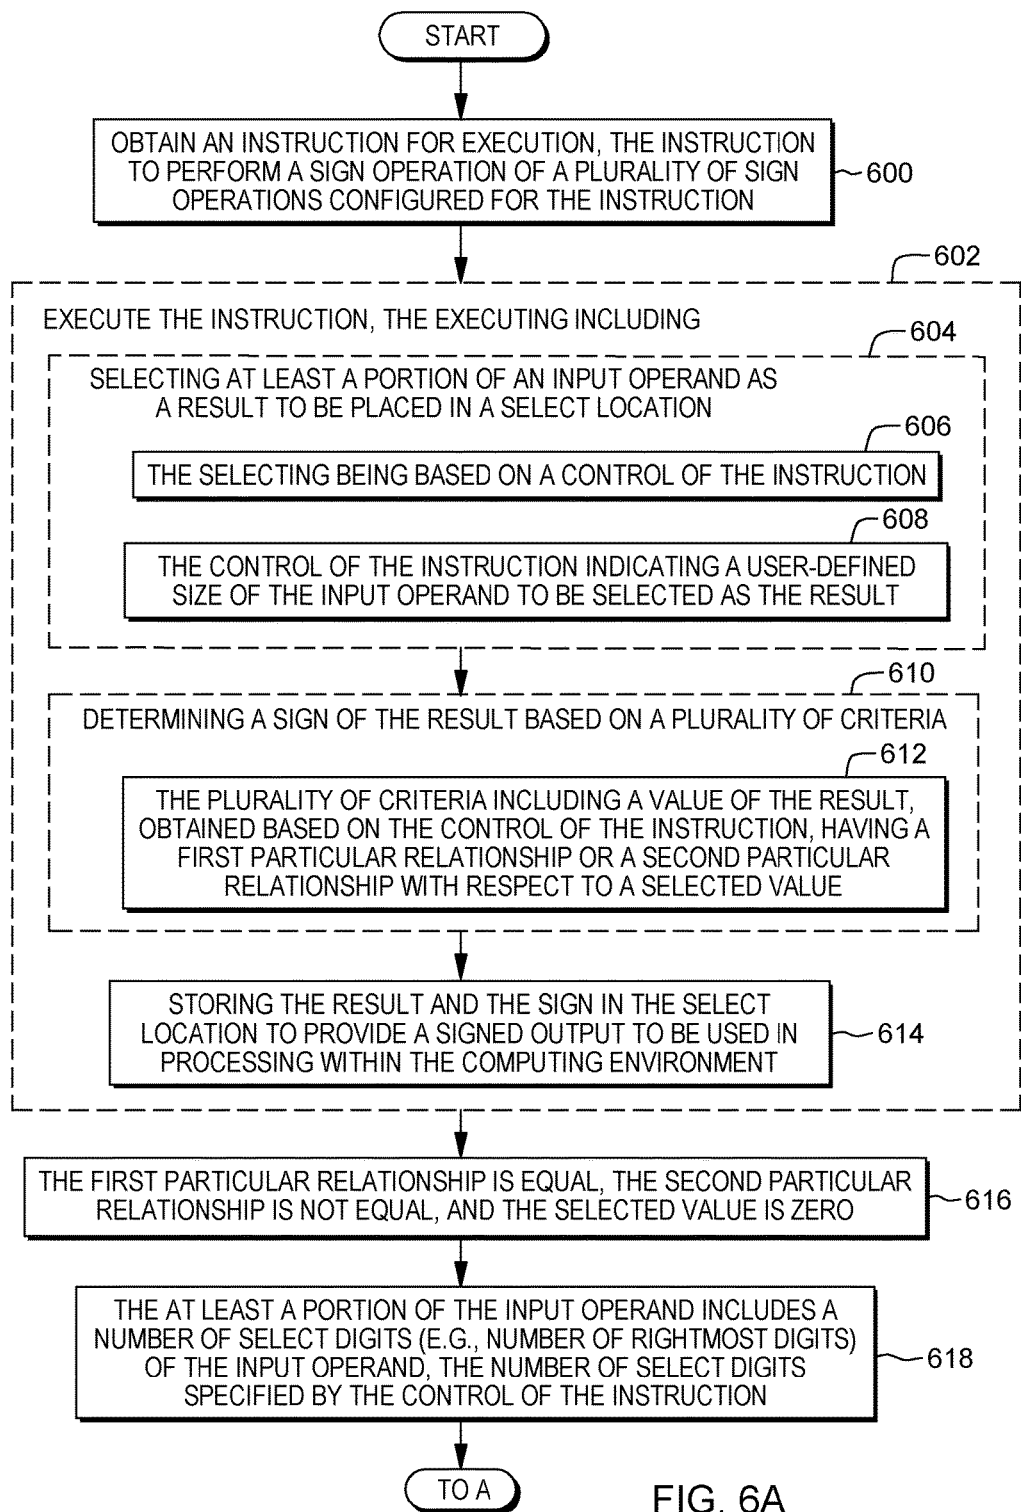 START
OBTAIN AN INSTRUCTION FOR EXECUTION, THE INSTRUCTION
TO PERFORM A SIGN OPERATION OF A PLURALITY OF SIGN
OPERATIONS CONFIGURED FOR THE INSTRUCTION
600
602
EXECUTE THE INSTRUCTION, THE EXECUTING INCLUDING
604
SELECTING AT LEAST A PORTION OF AN INPUT OPERAND AS
A RESULT TO BE PLACED IN A SELECT LOCATION
606
THE SELECTING BEING BASED ON A CONTROL OF THE INSTRUCTION
608
THE CONTROL OF THE INSTRUCTION INDICATING A USER-DEFINED
SIZE OF THE INPUT OPERAND TO BE SELECTED AS THE RESULT
610
DETERMINING A SIGN OF THE RESULT BASED ON A PLURALITY OF CRITERIA
612
THE PLURALITY OF CRITERIA INCLUDING A VALUE OF THE RESULT,
OBTAINED BASED ON THE CONTROL OF THE INSTRUCTION, HAVING A
FIRST PARTICULAR RELATIONSHIP OR A SECOND PARTICULAR
RELATIONSHIP WITH RESPECT TO A SELECTED VALUE
STORING THE RESULT AND THE SIGN IN THE SELECT
LOCATION TO PROVIDE A SIGNED OUTPUT TO BE USED IN
PROCESSING WITHIN THE COMPUTING ENVIRONMENT
614
THE FIRST PARTICULAR RELATIONSHIP IS EQUAL, THE SECOND PARTICULAR
RELATIONSHIP IS NOT EQUAL, AND THE SELECTED VALUE IS ZERO
616
THE AT LEAST A PORTION OF THE INPUT OPERAND INCLUDES A
NUMBER OF SELECT DIGITS (E.G., NUMBER OF RIGHTMOST DIGITS)
OF THE INPUT OPERAND, THE NUMBER OF SELECT DIGITS
SPECIFIED BY THE CONTROL OF THE INSTRUCTION
618
TO A
FIG. 6A